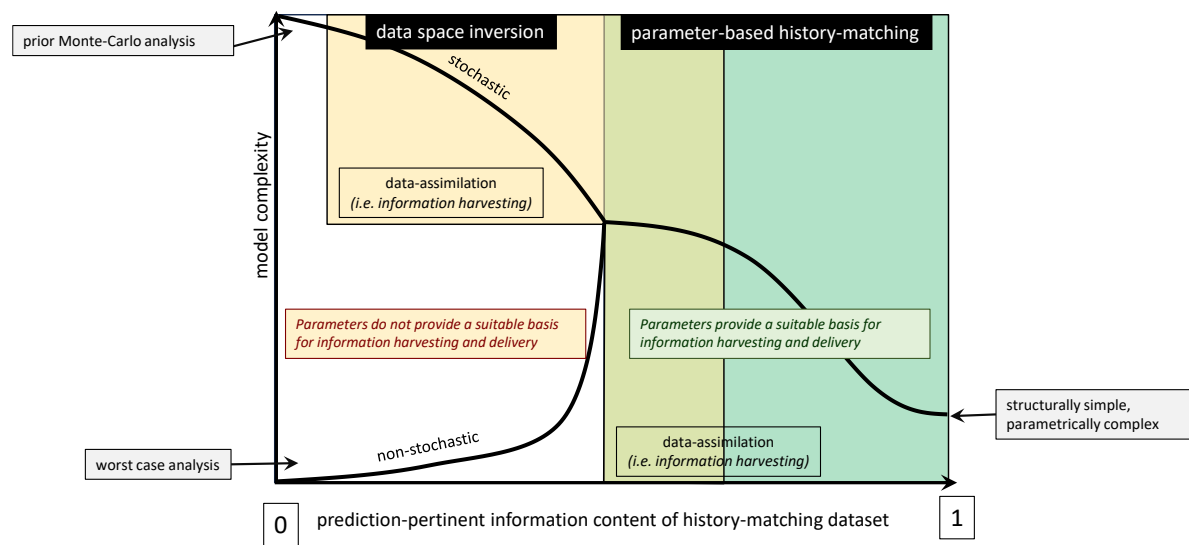 prior Monte-Carlo analysis
data space inversion
parameter-based history-matching
stochastic
model complexity
data-assimilation
(i.e. information harvesting)
Parameters do not provide a suitable basis
for information harvesting and delivery
Parameters provide a suitable basis for
information harvesting and delivery
structurally simple,
parametrically complex
non-stochastic
worst case analysis
data-assimilation
(i.e. information harvesting)
0
prediction-pertinent information content of history-matching dataset
1